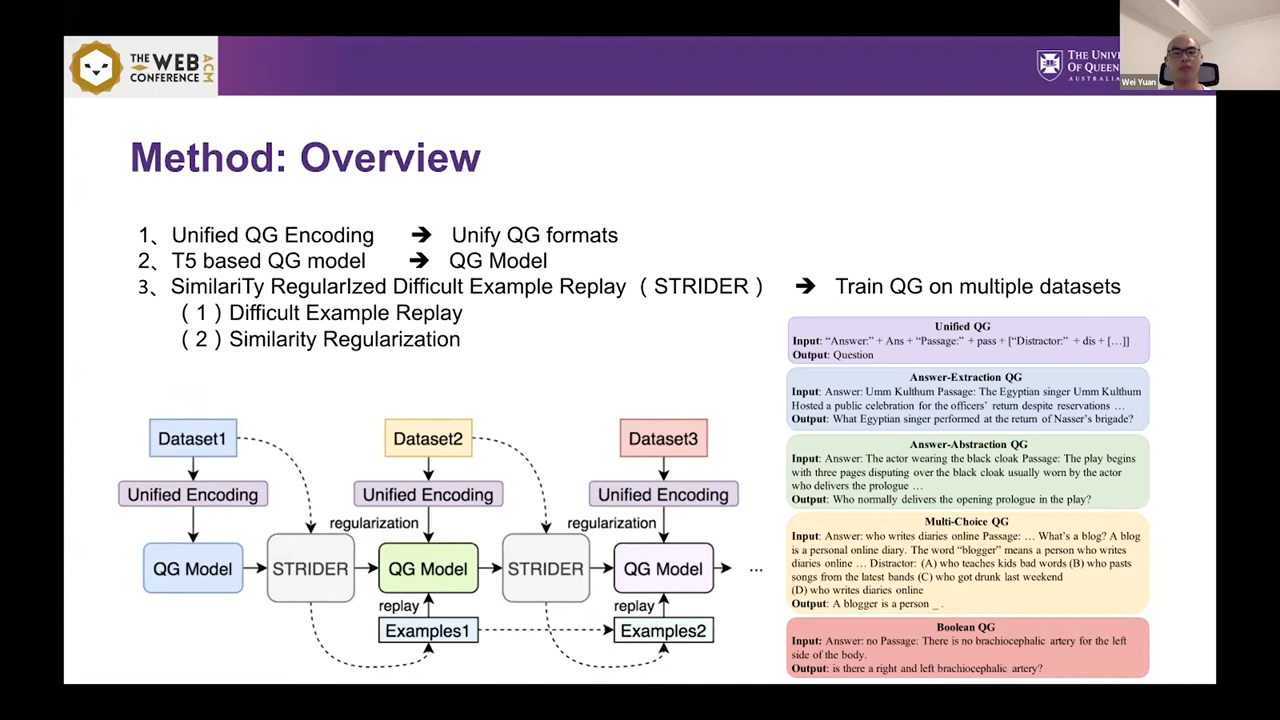 THE WEB
CONFERENCE
ACM
THE UNIV
OF QUEEN
AUSTRALIA
Wei Yuan
Method: Overview
1、Unified QG Encoding ➔ Unify QG formats
2、T5 based QG model ➔ QG Model
3、SimilariTy RegularIzed Difficult Example Replay（STRIDER） ➔ Train QG on multiple datasets
（1）Difficult Example Replay
（2）Similarity Regularization
Dataset1
Dataset2
Dataset3
Unified Encoding
Unified Encoding
Unified Encoding
regularization
regularization
QG Model
STRIDER
QG Model
STRIDER
QG Model
...
replay
replay
Examples1
Examples2
Unified QG
Input: “Answer:” + Ans + “Passage:” + pass + [“Distractor:” + dis + […]]
Output: Question
Answer-Extraction QG
Input: Answer: Umm Kulthum Passage: The Egyptian singer Umm Kulthum
Hosted a public celebration for the officers’ return despite reservations …
Output: What Egyptian singer performed at the return of Nasser’s brigade?
Answer-Abstraction QG
Input: Answer: The actor wearing the black cloak Passage: The play begins
with three pages disputing over the black cloak usually worn by the actor
who delivers the prologue …
Output: Who normally delivers the opening prologue in the play?
Multi-Choice QG
Input: Answer: who writes diaries online Passage: … What’s a blog? A blog
is a personal online diary. The word “blogger” means a person who writes
diaries online … Distractor: (A) who teaches kids bad words (B) who pasts
songs from the latest bands (C) who got drunk last weekend
(D) who writes diaries online
Output: A blogger is a person _ .
Boolean QG
Input: Answer: no Passage: There is no brachiocephalic artery for the left
side of the body.
Output: is there a right and left brachiocephalic artery?